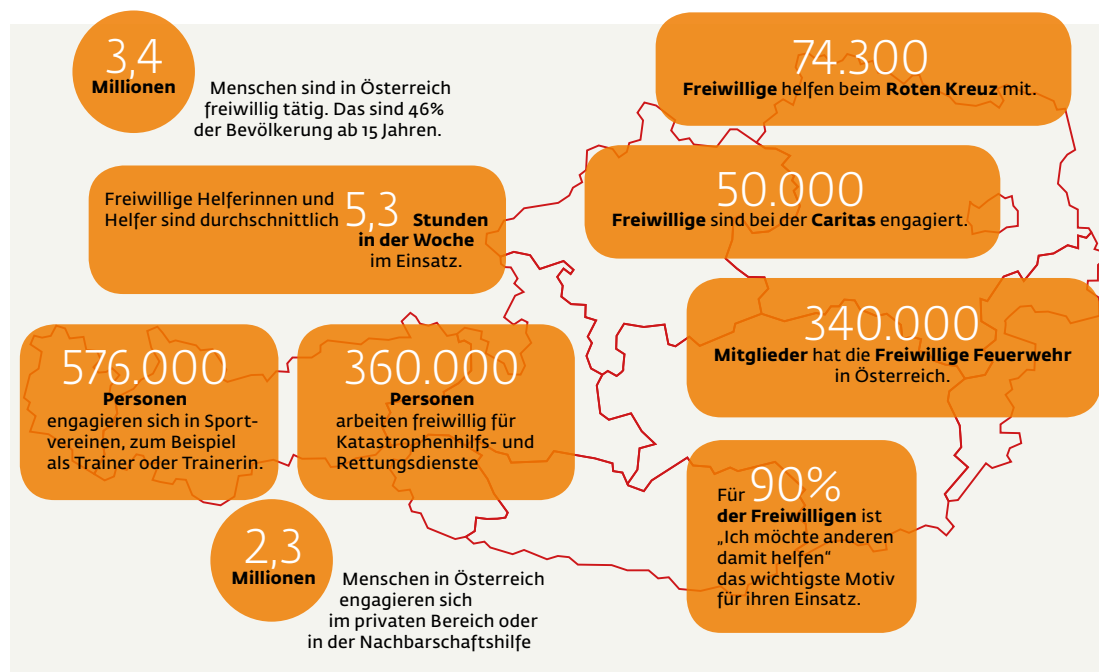 3,4
Millionen
Menschen sind in Österreich
freiwillig tätig. Das sind 46%
der Bevölkerung ab 15 Jahren.
74.300
Freiwillige helfen beim Roten Kreuz mit.
Freiwillige Helferinnen und
Helfer sind durchschnittlich 5,3 Stunden
in der Woche
im Einsatz.
50.000
Freiwillige sind bei der Caritas engagiert.
340.000
Mitglieder hat die Freiwillige Feuerwehr
in Österreich.
576.000
Personen
engagieren sich in Sport-
vereinen, zum Beispiel
als Trainer oder Trainerin.
360.000
Personen
arbeiten freiwillig für
Katastrophenhilfs- und
Rettungsdienste
Für 90%
der Freiwilligen ist
„Ich möchte anderen
damit helfen“
das wichtigste Motiv
für ihren Einsatz.
2,3
Millionen
Menschen in Österreich
engagieren sich
im privaten Bereich oder
in der Nachbarschaftshilfe